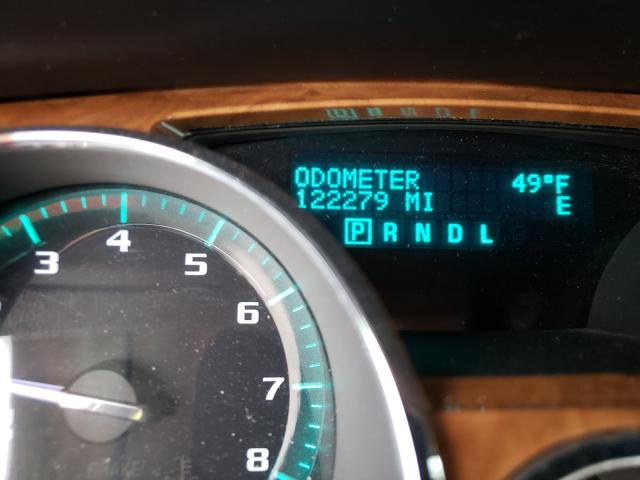 ODOMETER 49°F
122279 MI E
P R N D L
3 4 5 6 7 8